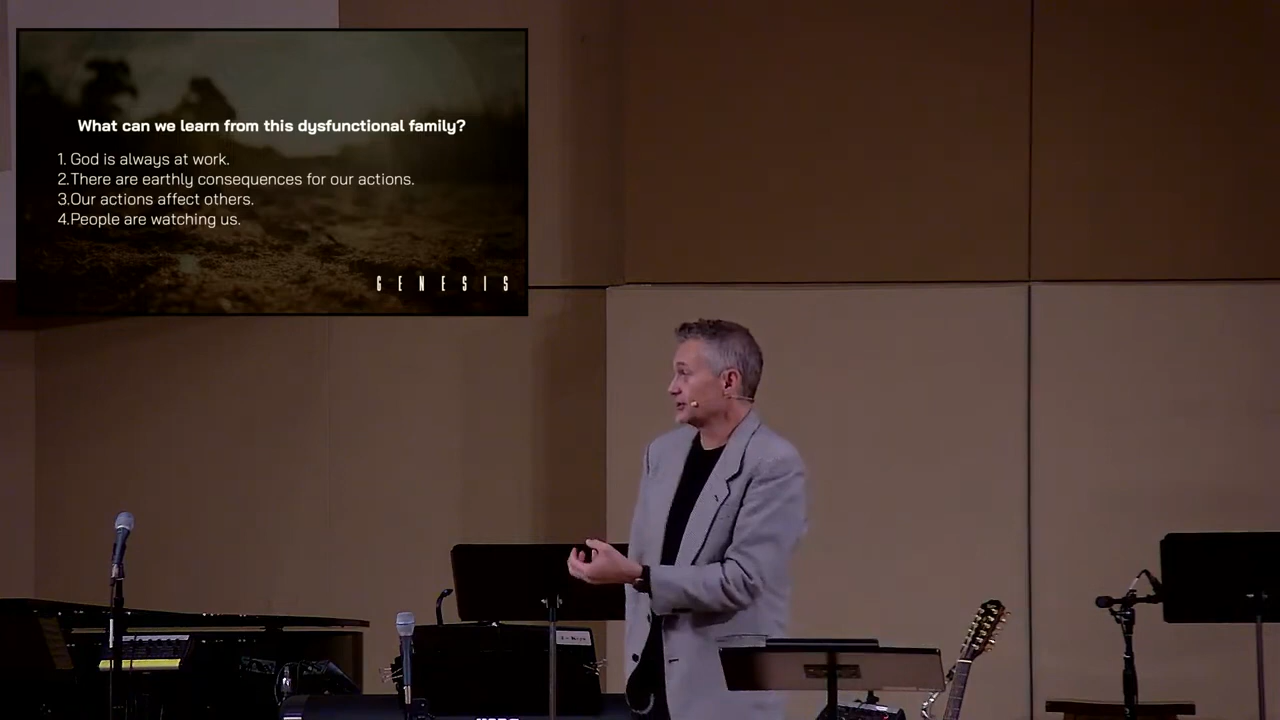 What can we learn from this dysfunctional family?
1. God is always at work.
2.There are earthly consequences for our actions.
3.Our actions affect others.
4.People are watching us.
GENESIS